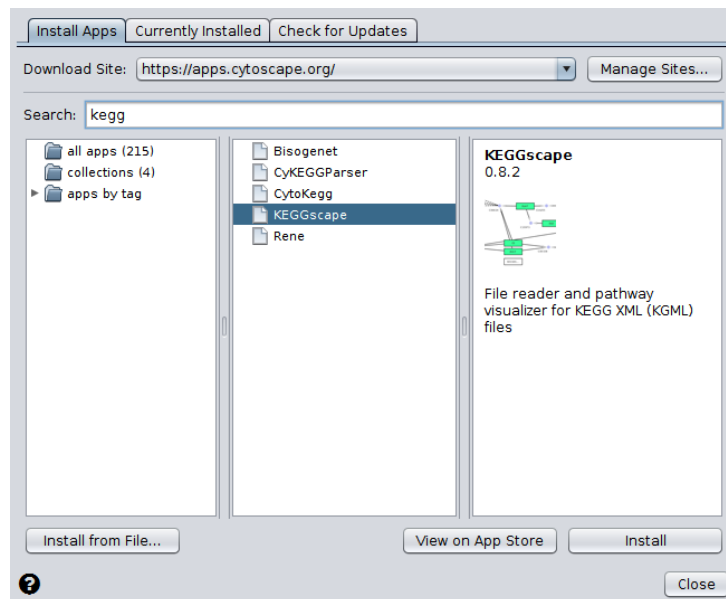 Install Apps Currently Installed Check for Updates
Download Site: https://apps.cytoscape.org/ Manage Sites...
Search: kegg
all apps (215)
collections (4)
apps by tag
Bisogenet
CyKEGGParser
CytoKegg
KEGGscape
Rene
KEGGscape
0.8.2
File reader and pathway
visualizer for KEGG XML (KGML)
files
Install from File... View on App Store Install
? Close